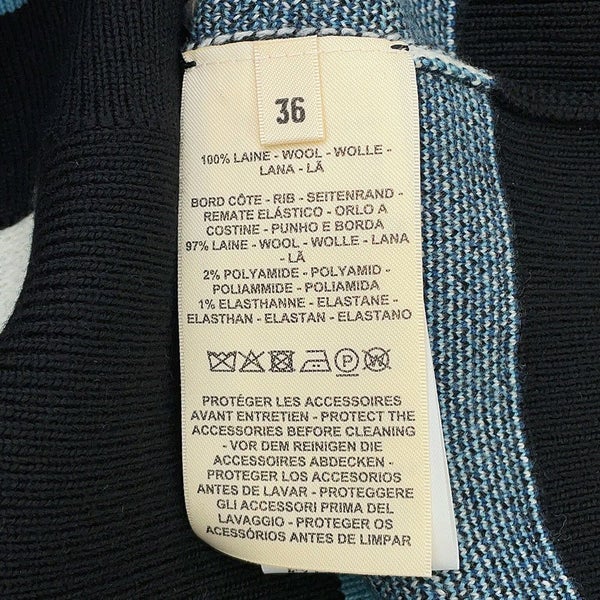 36
100% LAINE - WOOL - WOLLE -
LANA - LÃ
BORD CÔTE - RIB - SEITENRAND -
REMATE ELÁSTICO - ORLO A
COSTINE - PUNHO E BORDA
97% LAINE - WOOL - WOLLE - LANA
- LÃ
2% POLYAMIDE - POLYAMID -
POLIAMMIDE - POLIAMIDA
1% ELASTHANNE - ELASTANE -
ELASTHAN - ELASTAN - ELASTANO
P
W
PROTÉGER LES ACCESSOIRES
AVANT ENTRETIEN - PROTECT THE
ACCESSORIES BEFORE CLEANING
- VOR DEM REINIGEN DIE
ACCESSOIRES ABDECKEN -
PROTEGER LOS ACCESORIOS
ANTES DE LAVAR - PROTEGGERE
GLI ACCESSORI PRIMA DEL
LAVAGGIO - PROTEGER OS
ACESSÓRIOS ANTES DE LIMPAR